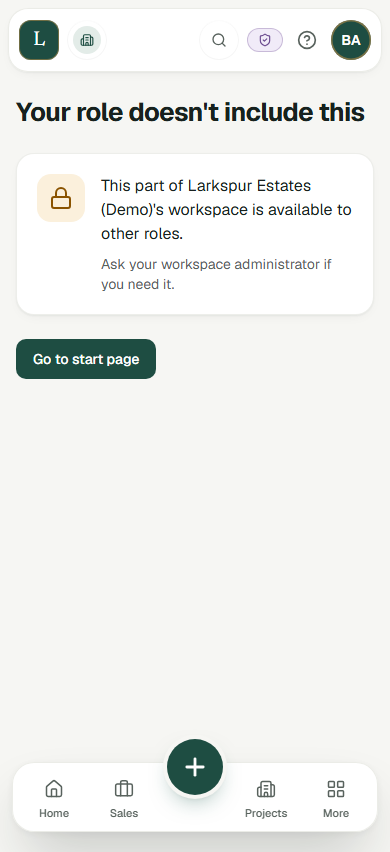 L
BA
Your role doesn't include this
This part of Larkspur Estates
(Demo)'s workspace is available to
other roles.
Ask your workspace administrator if
you need it.
Go to start page
Home
Sales
Projects
More